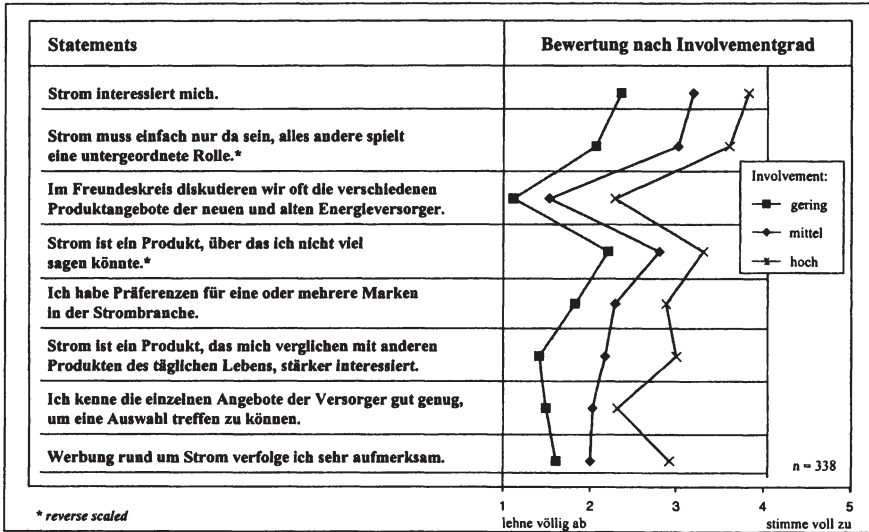 Statements
Bewertung nach Involvementgrad
Strom interessiert mich.
Strom muss einfach nur da sein, alles andere spielt
eine untergeordnete Rolle.*
Im Freundeskreis diskutieren wir oft die verschiedenen
Produktangebote der neuen und alten Energieversorger.
Strom ist ein Produkt, über das ich nicht viel
sagen könnte.*
Ich habe Präferenzen für eine oder mehrere Marken
in der Strombranche.
Strom ist ein Produkt, das mich verglichen mit anderen
Produkten des täglichen Lebens, stärker interessiert.
Ich kenne die einzelnen Angebote der Versorger gut genug,
um eine Auswahl treffen zu können.
Werbung rund um Strom verfolge ich sehr aufmerksam.
Involvement:
gering
mittel
hoch
n = 338
* reverse scaled
1 2 3 4 5
lehne völlig ab stimme voll zu